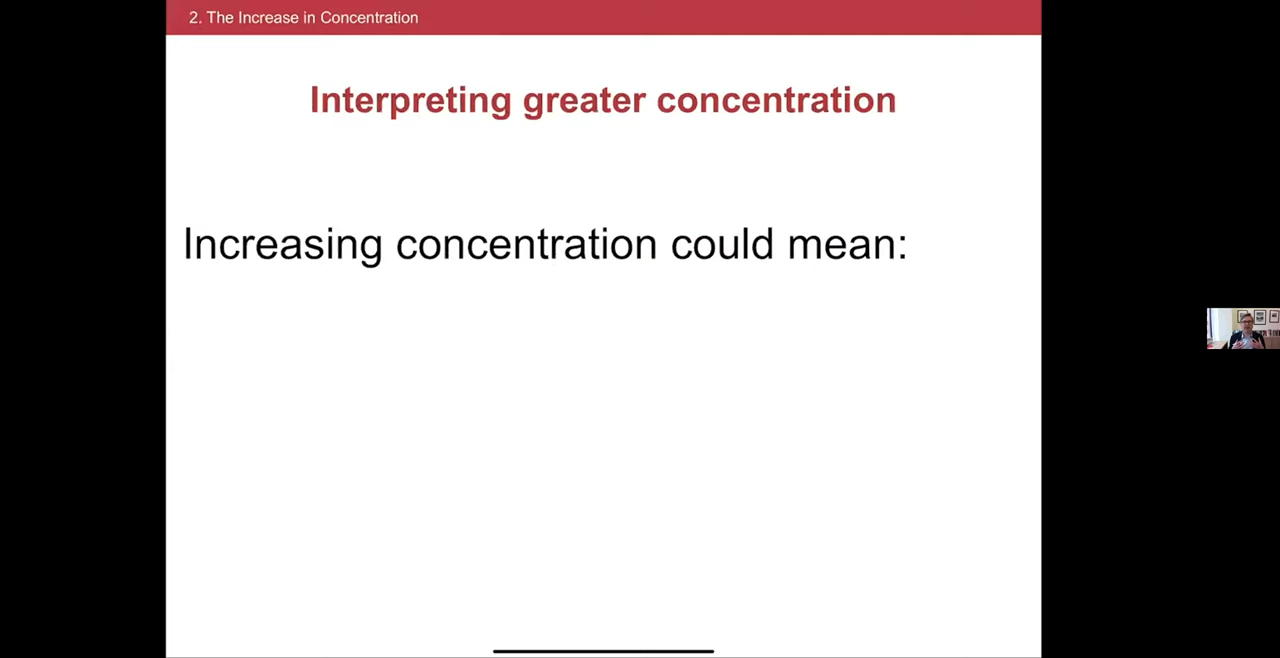 2. The Increase in Concentration
Interpreting greater concentration
Increasing concentration could mean: